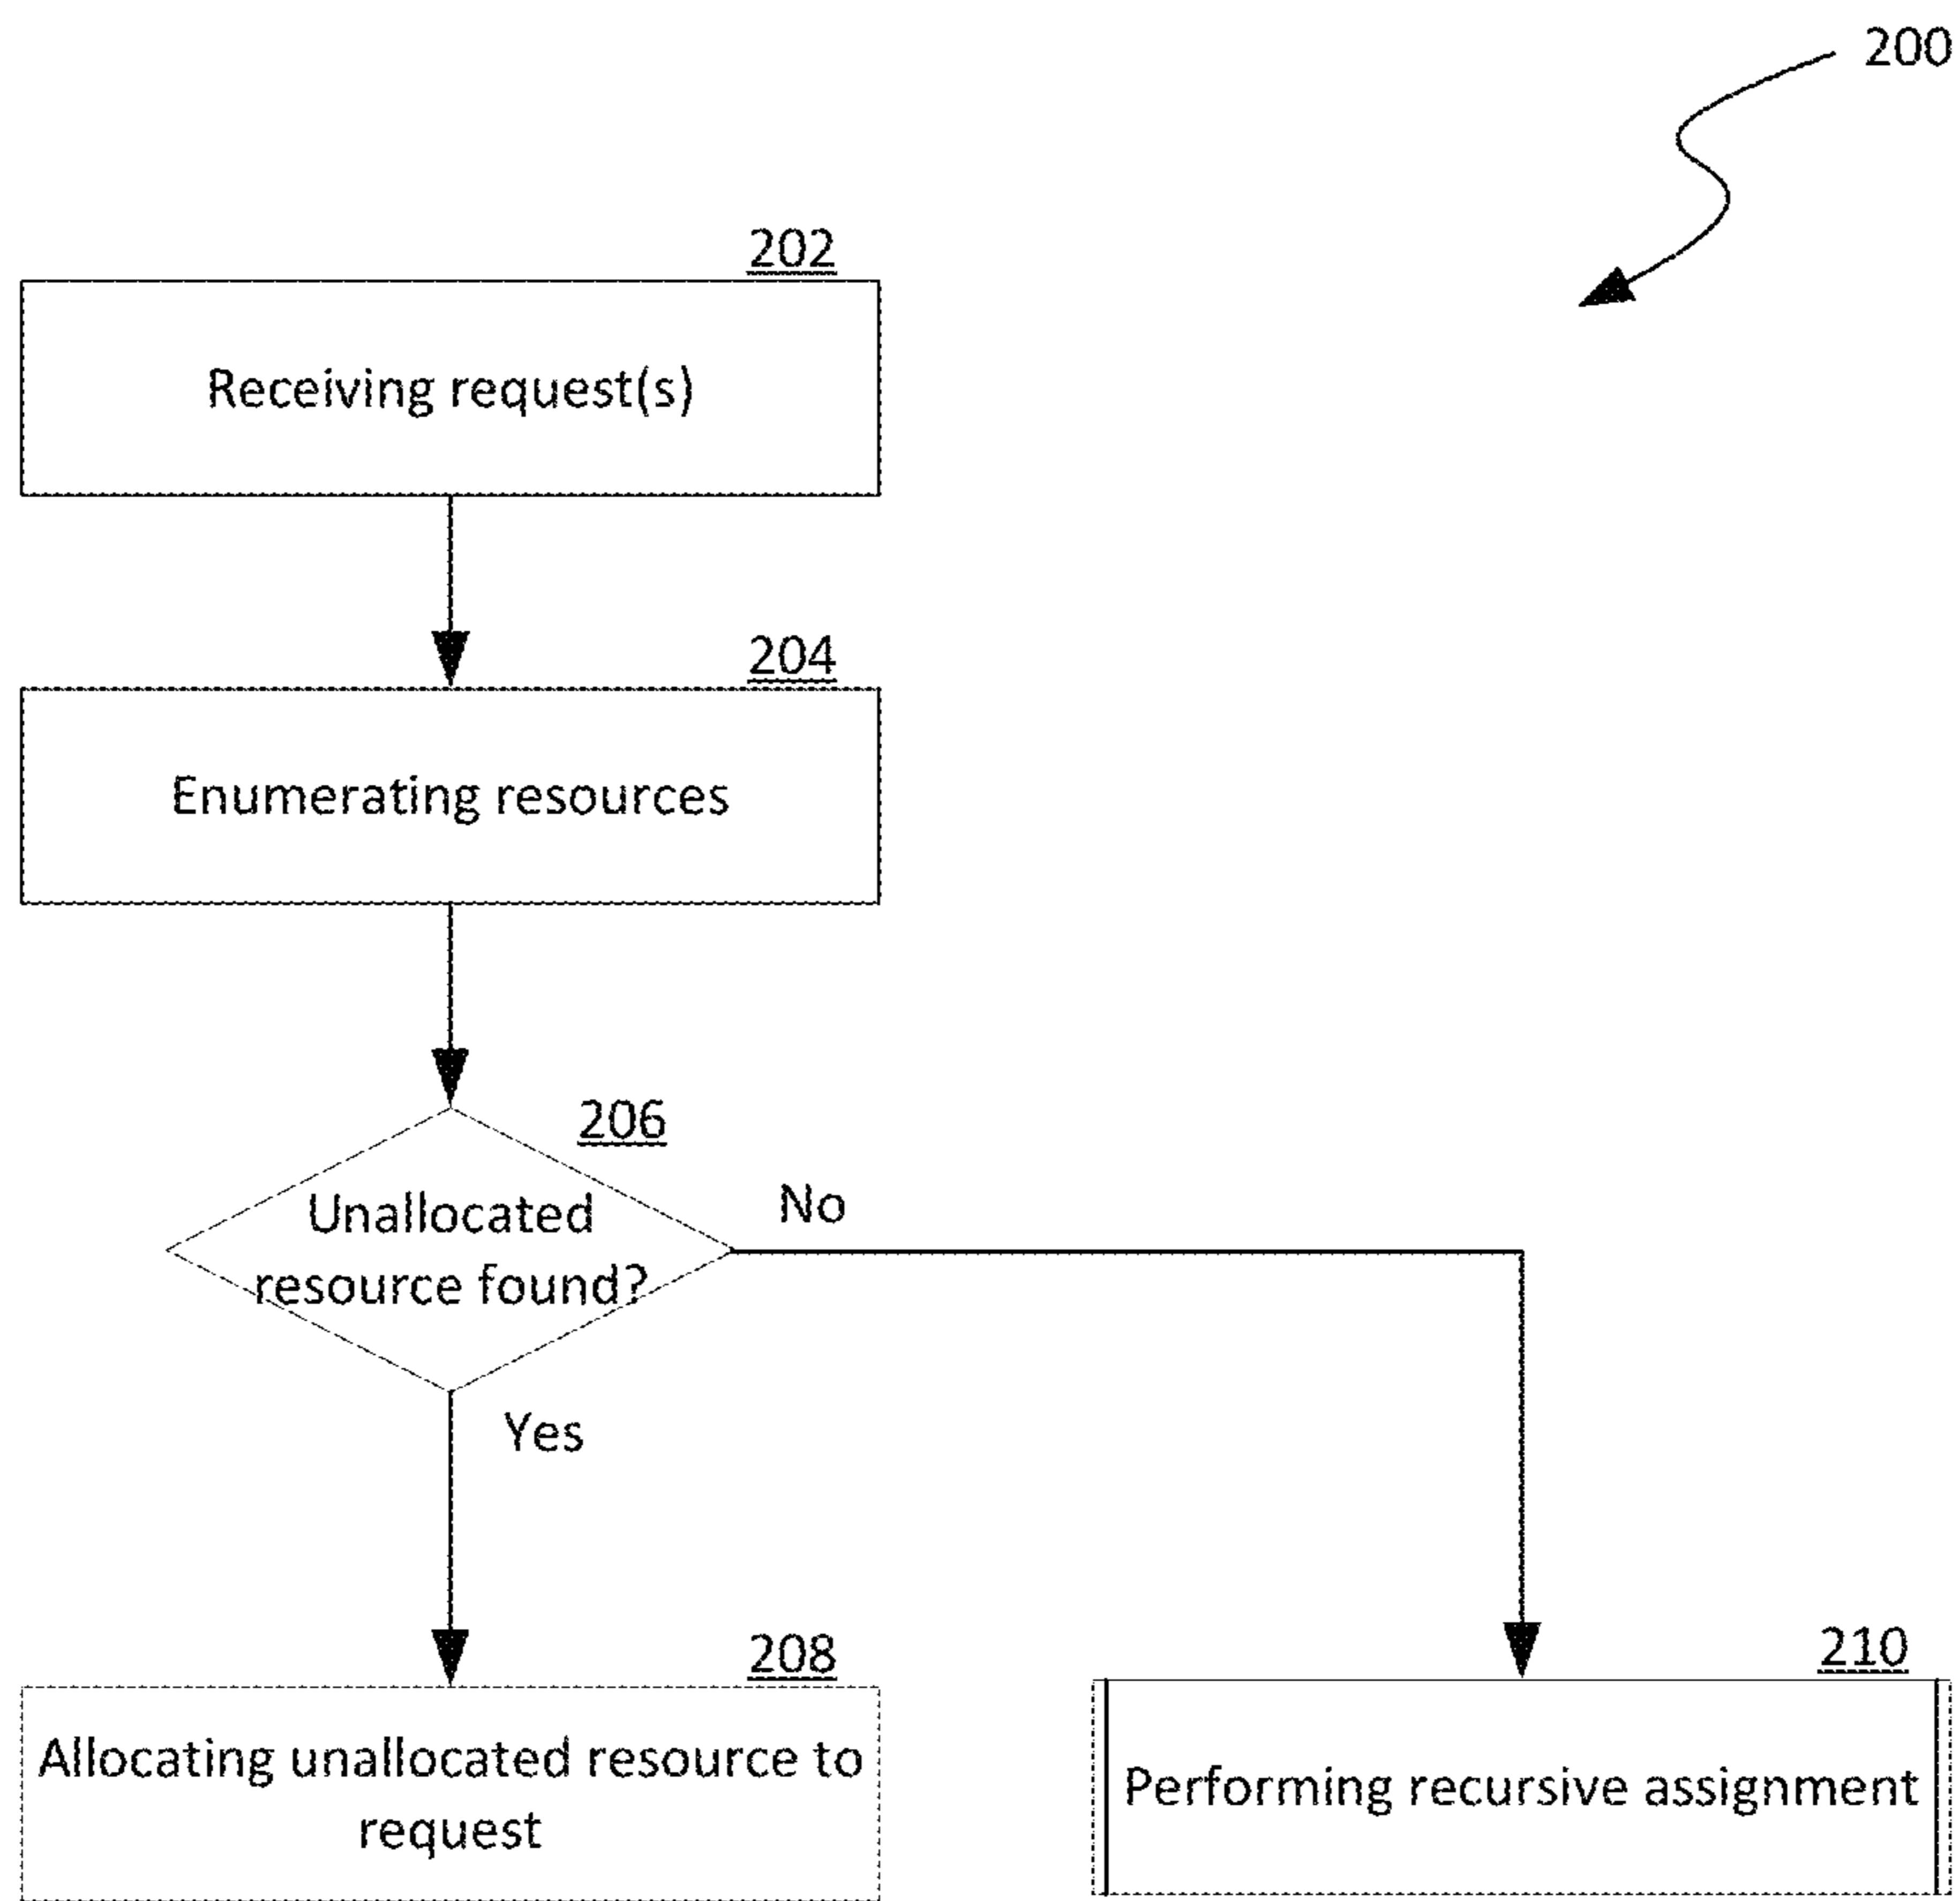 200
202
Receiving request(s)
204
Enumerating resources
206
Unallocated
resource found?
No
Yes
208
Allocating unallocated resource to
request
210
Performing recursive assignment